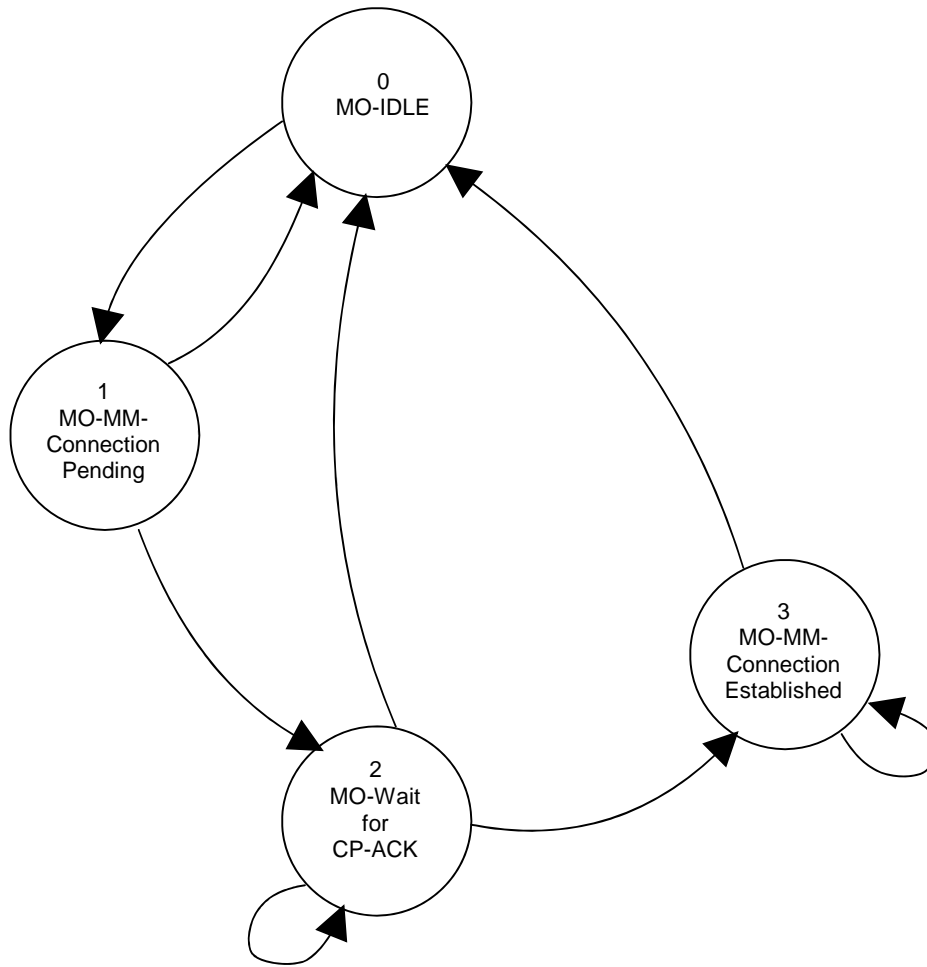 0
MO-IDLE
1
MO-MM-
Connection
Pending
3
MO-MM-
Connection
Established
2
MO-Wait
for
CP-ACK